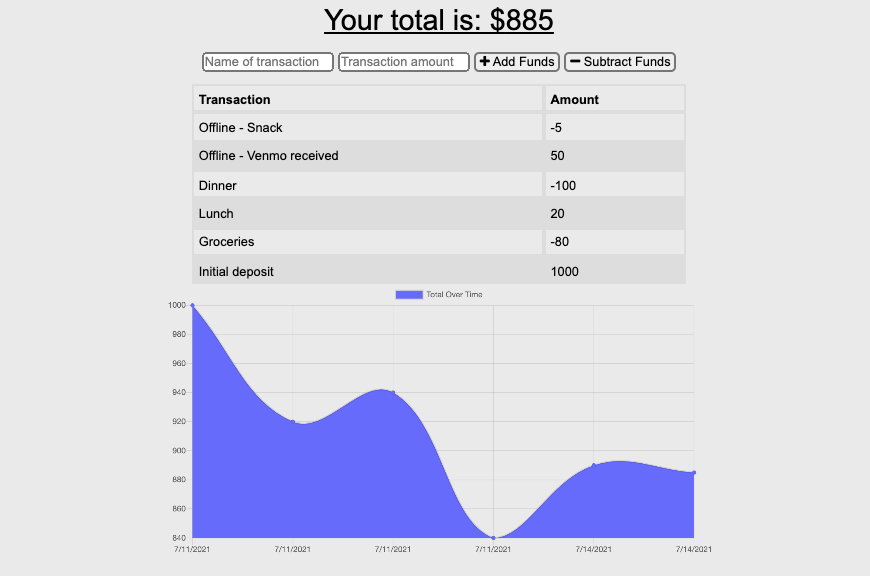 Your total is: $885
Name of transaction Transaction amount + Add Funds − Subtract Funds
Transaction Amount
Offline - Snack -5
Offline - Venmo received 50
Dinner -100
Lunch 20
Groceries -80
Initial deposit 1000
Total Over Time
1000
980
960
940
920
900
880
860
840
7/11/2021 7/11/2021 7/11/2021 7/11/2021 7/14/2021 7/14/2021